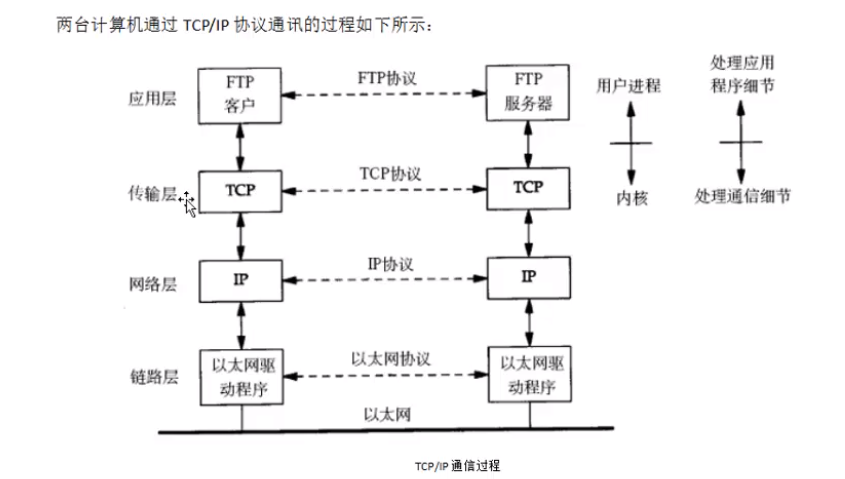 两台计算机通过 TCP/IP 协议通讯的过程如下所示：
应用层
FTP
客户
FTP协议
FTP
服务器
用户进程
处理应用
程序细节
传输层
TCP
TCP协议
TCP
内核
处理通信细节
网络层
IP
IP协议
IP
链路层
以太网驱
动程序
以太网协议
以太网驱
动程序
以太网
TCP/IP 通信过程